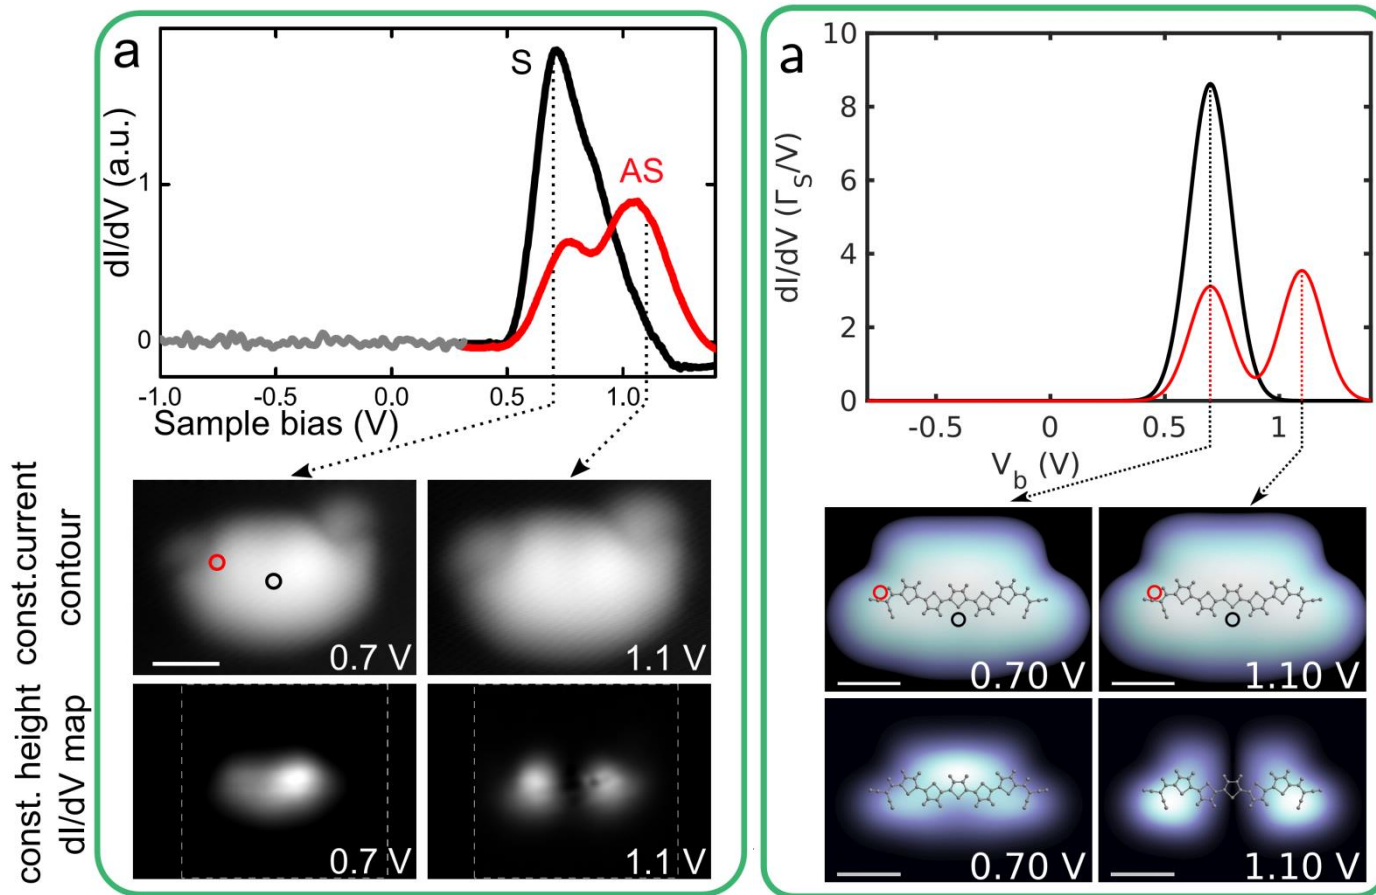 a
S
AS
dI/dV (a.u.)
1
0
-1.0 -0.5 0.0 0.5 1.0
Sample bias (V)
const.current
contour
0.7 V
1.1 V
const. height
dI/dV map
0.7 V
1.1 V
a
dI/dV (Γ_S/V)
10
8
6
4
2
0
-0.5 0 0.5 1
V_b (V)
0.70 V
1.10 V
0.70 V
1.10 V